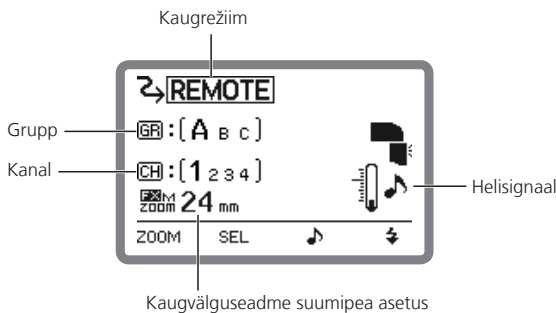 Kaugrežiim
REMOTE
Grupp
GR : [A B C]
Kanal
CH : [1 2 3 4]
Helisignaal
FX M
zoom 24 mm
ZOOM SEL ♪
Kaugvälguseadme suumipea asetus